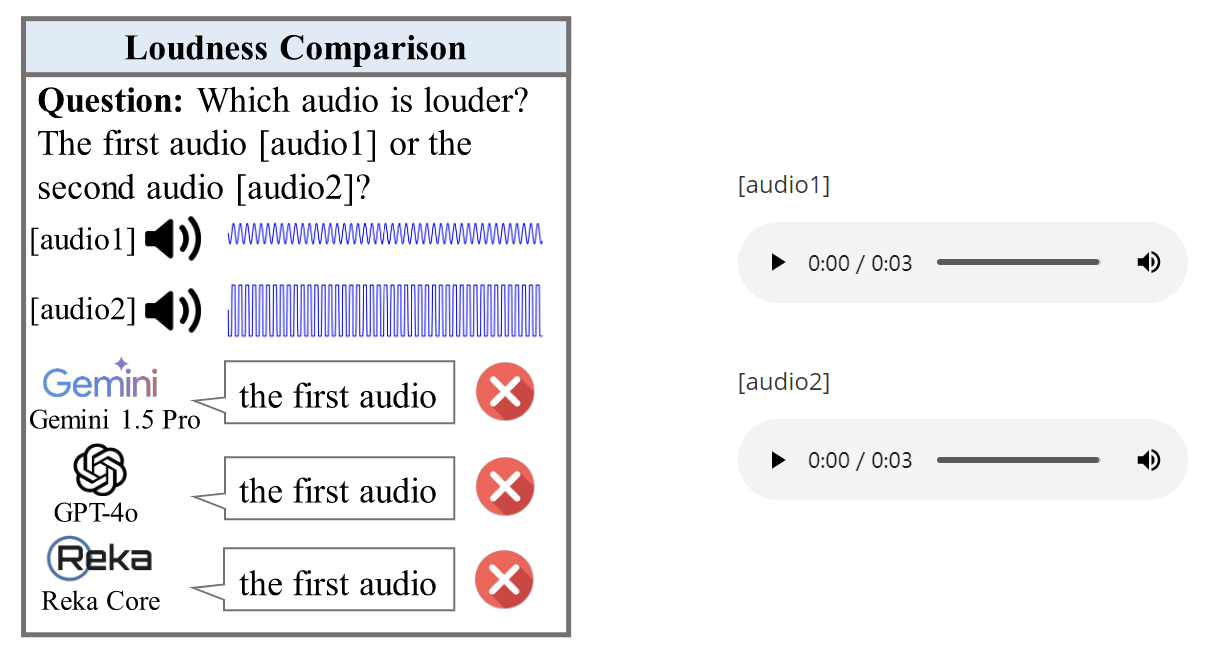 Loudness Comparison
Question: Which audio is louder?
The first audio [audio1] or the
second audio [audio2]?
[audio1]
[audio2]
Gemini
Gemini 1.5 Pro
the first audio
GPT-4o
the first audio
Reka
Reka Core
the first audio
[audio1]
0:00 / 0:03
[audio2]
0:00 / 0:03